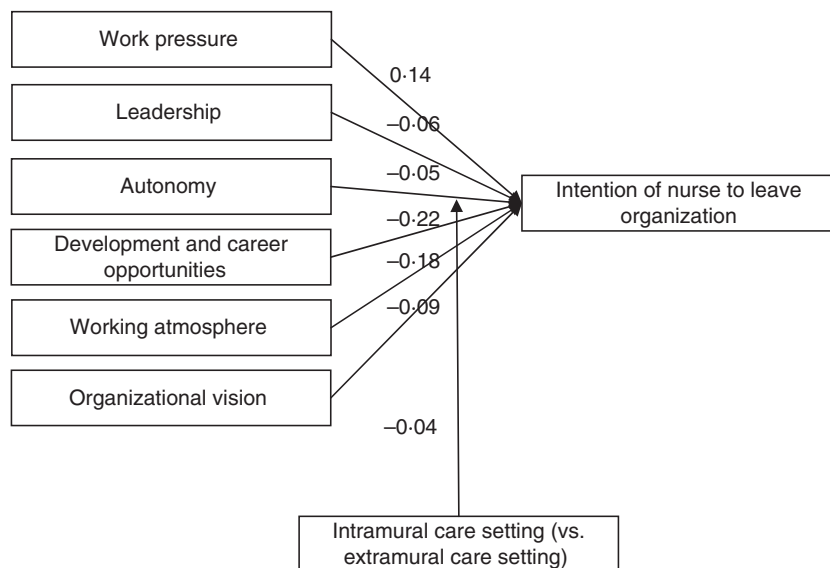 Work pressure
0·14
Leadership
–0·06
–0·05
Autonomy
Intention of nurse to leave
organization
–0·22
Development and career
opportunities
–0·18
–0·09
Working atmosphere
Organizational vision
–0·04
Intramural care setting (vs.
extramural care setting)